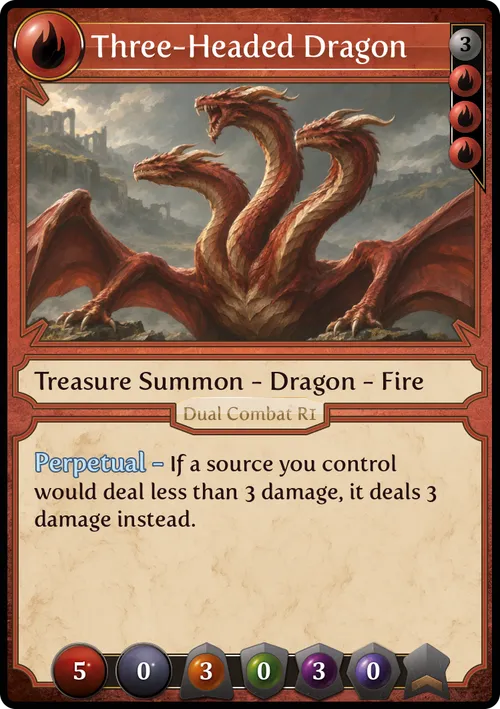 Three-Headed Dragon
3
Treasure Summon - Dragon - Fire
Dual Combat R1
Perpetual - If a source you control
would deal less than 3 damage, it deals 3
damage instead.
5* 0* 3 0 3 0